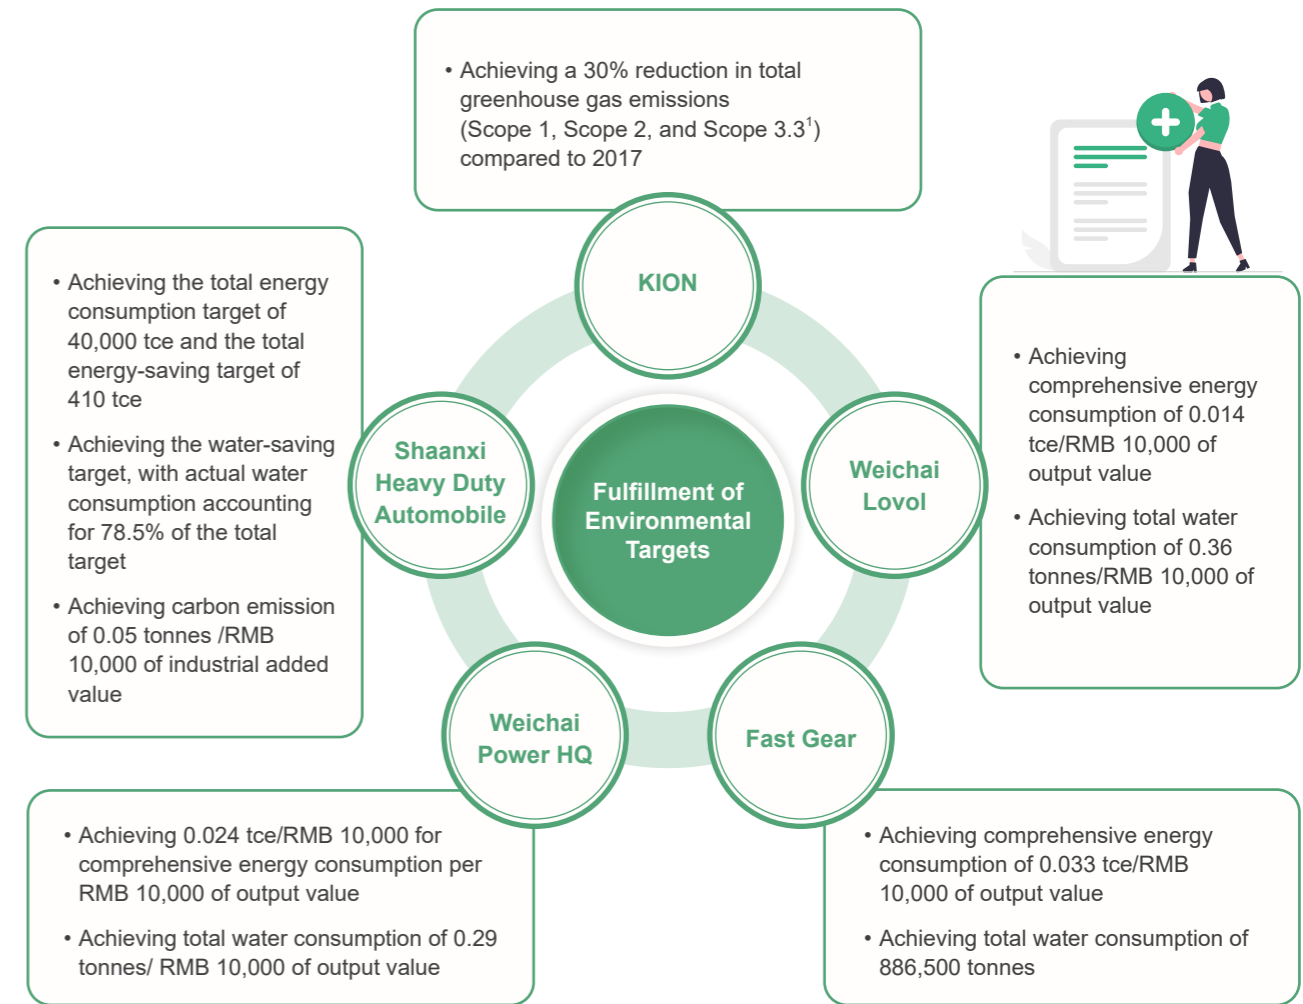 • Achieving a 30% reduction in total
greenhouse gas emissions
(Scope 1, Scope 2, and Scope 3.3¹)
compared to 2017
KION
• Achieving the total energy
consumption target of
40,000 tce and the total
energy-saving target of
410 tce
• Achieving the water-saving
target, with actual water
consumption accounting
for 78.5% of the total
target
• Achieving carbon emission
of 0.05 tonnes /RMB
10,000 of industrial added
value
Shaanxi
Heavy Duty
Automobile
Fulfillment of
Environmental
Targets
Weichai
Lovol
• Achieving
comprehensive energy
consumption of 0.014
tce/RMB 10,000 of
output value
• Achieving total water
consumption of 0.36
tonnes/RMB 10,000 of
output value
Weichai
Power HQ
Fast Gear
• Achieving 0.024 tce/RMB 10,000 for
comprehensive energy consumption per
RMB 10,000 of output value
• Achieving total water consumption of 0.29
tonnes/ RMB 10,000 of output value
• Achieving comprehensive energy
consumption of 0.033 tce/RMB
10,000 of output value
• Achieving total water consumption of
886,500 tonnes